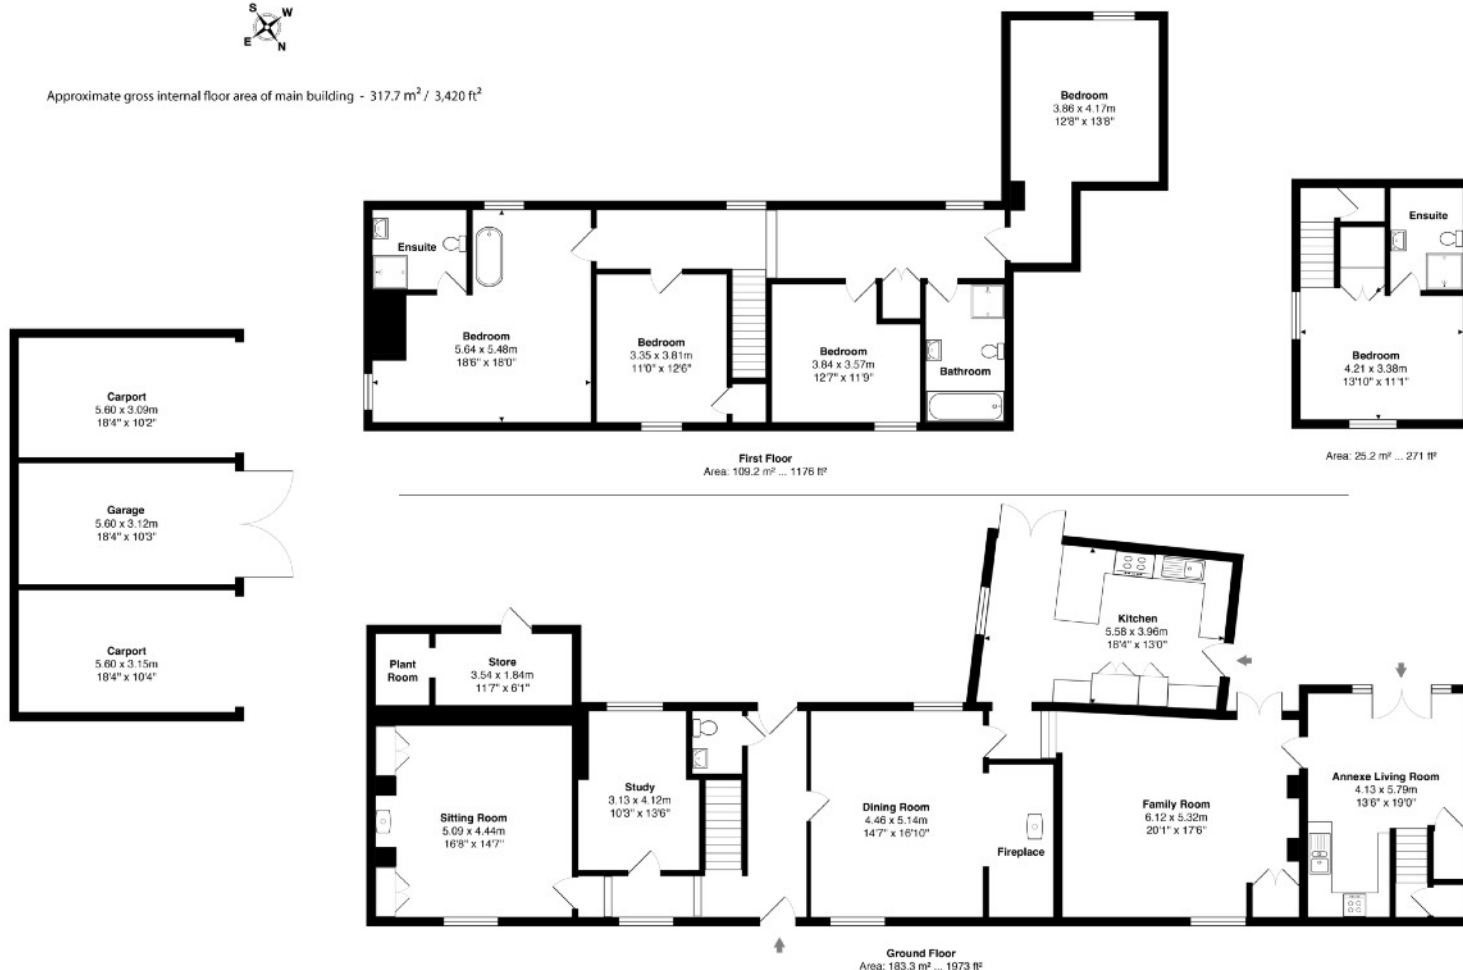 S
W
E
N
Approximate gross internal floor area of main building - 317.7 m² / 3,420 ft²
Bedroom
3.86 x 4.17m
12'8" x 13'8"
Ensuite
Bedroom
5.64 x 5.48m
18'6" x 18'0"
Bedroom
3.35 x 3.81m
11'0" x 12'6"
Bedroom
3.84 x 3.57m
12'7" x 11'9"
Bathroom
First Floor
Area: 109.2 m² ... 1176 ft²
Ensuite
Bedroom
4.21 x 3.38m
13'10" x 11'1"
Area: 25.2 m² ... 271 ft²
Carport
5.60 x 3.09m
18'4" x 10'2"
Garage
5.60 x 3.12m
18'4" x 10'3"
Carport
5.60 x 3.15m
18'4" x 10'4"
Plant
Room
Store
3.54 x 1.84m
11'7" x 6'1"
Kitchen
5.58 x 3.96m
18'4" x 13'0"
Sitting Room
5.09 x 4.44m
16'8" x 14'7"
Study
3.13 x 4.12m
10'3" x 13'6"
Dining Room
4.46 x 5.14m
14'7" x 16'10"
Fireplace
Family Room
6.12 x 5.32m
20'1" x 17'6"
Annexe Living Room
4.13 x 5.79m
13'6" x 19'0"
Ground Floor
Area: 183.3 m² ... 1973 ft²